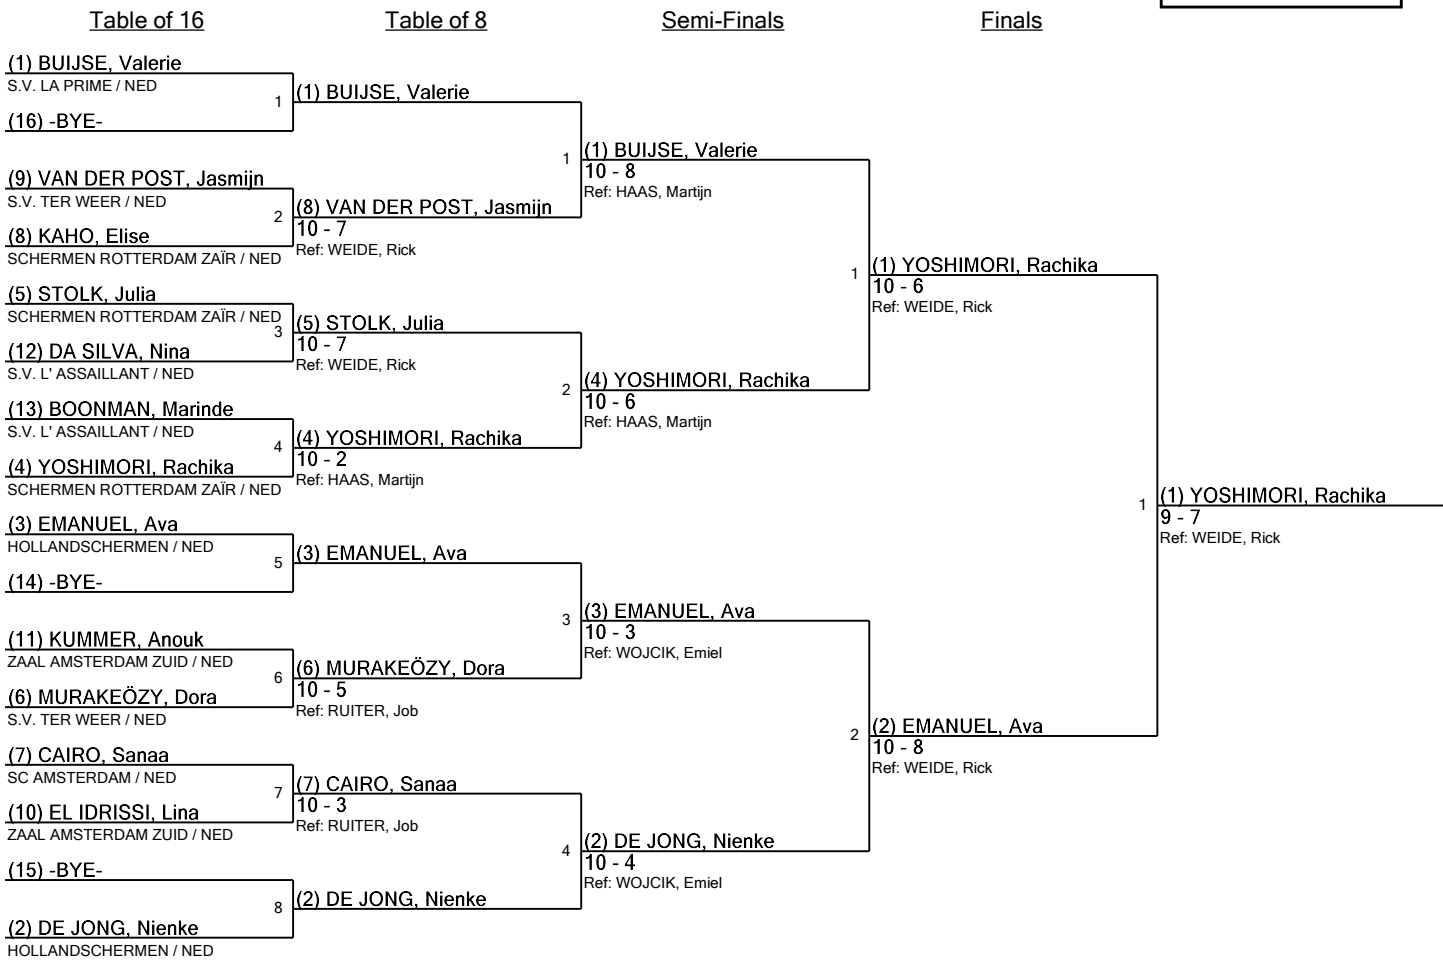 Table of 16
Table of 8
Semi-Finals
Finals
(1) BUIJSE, Valerie
S.V. LA PRIME / NED
1
(16) -BYE-
(9) VAN DER POST, Jasmijn
S.V. TER WEER / NED
2
(8) KAHO, Elise
SCHERMEN ROTTERDAM ZAÏR / NED
(5) STOLK, Julia
SCHERMEN ROTTERDAM ZAÏR / NED
3
(12) DA SILVA, Nina
S.V. L' ASSAILLANT / NED
(13) BOONMAN, Marinde
S.V. L' ASSAILLANT / NED
4
(4) YOSHIMORI, Rachika
SCHERMEN ROTTERDAM ZAÏR / NED
(3) EMANUEL, Ava
HOLLANDSCHERMEN / NED
5
(14) -BYE-
(11) KUMMER, Anouk
ZAAL AMSTERDAM ZUID / NED
6
(6) MURAKEÖZY, Dora
S.V. TER WEER / NED
(7) CAIRO, Sanaa
SC AMSTERDAM / NED
7
(10) EL IDRISSI, Lina
ZAAL AMSTERDAM ZUID / NED
(15) -BYE-
8
(2) DE JONG, Nienke
HOLLANDSCHERMEN / NED
(1) BUIJSE, Valerie
1
(8) VAN DER POST, Jasmijn
10 - 7
Ref: WEIDE, Rick
(5) STOLK, Julia
10 - 7
Ref: WEIDE, Rick
2
(4) YOSHIMORI, Rachika
10 - 2
Ref: HAAS, Martijn
(3) EMANUEL, Ava
3
(6) MURAKEÖZY, Dora
10 - 5
Ref: RUITER, Job
(7) CAIRO, Sanaa
10 - 3
Ref: RUITER, Job
4
(2) DE JONG, Nienke
(1) BUIJSE, Valerie
10 - 8
Ref: HAAS, Martijn
1
(4) YOSHIMORI, Rachika
10 - 6
Ref: HAAS, Martijn
(3) EMANUEL, Ava
10 - 3
Ref: WOJCIK, Emiel
2
(2) DE JONG, Nienke
10 - 4
Ref: WOJCIK, Emiel
(1) YOSHIMORI, Rachika
10 - 6
Ref: WEIDE, Rick
1
(2) EMANUEL, Ava
10 - 8
Ref: WEIDE, Rick
(1) YOSHIMORI, Rachika
9 - 7
Ref: WEIDE, Rick